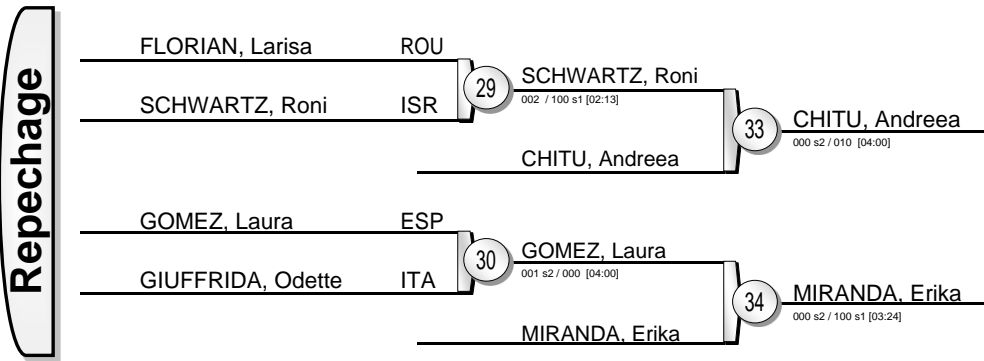 Repechage
FLORIAN, Larisa ROU
SCHWARTZ, Roni ISR
29
SCHWARTZ, Roni
002 / 100 s1 [02:13]
CHITU, Andreea
33
CHITU, Andreea
000 s2 / 010 [04:00]
GOMEZ, Laura ESP
GIUFFRIDA, Odette ITA
30
GOMEZ, Laura
001 s2 / 000 [04:00]
MIRANDA, Erika
34
MIRANDA, Erika
000 s2 / 100 s1 [03:24]